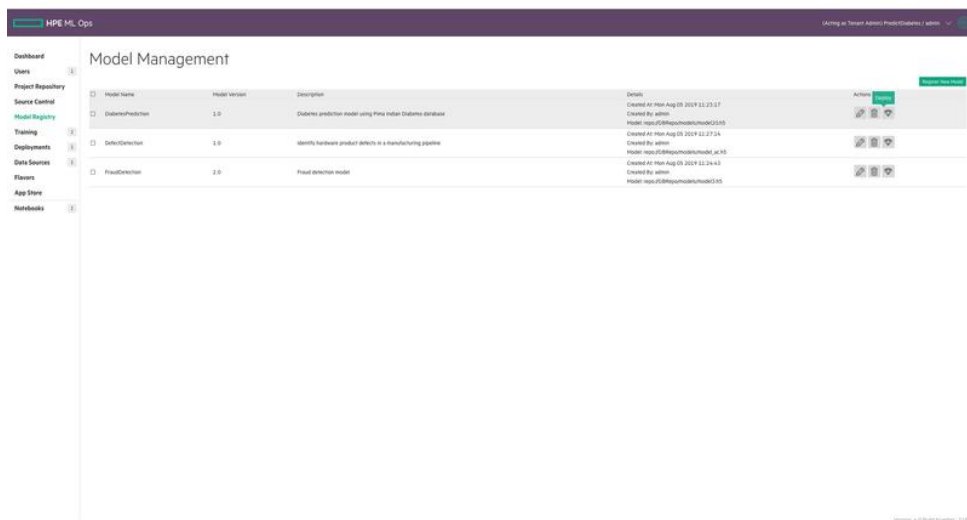 HPE ML Ops
(Acting as Tenant Admin) PredictDiabetes / admin
Dashboard
Users 1
Project Repository
Source Control
Model Registry
Training
Deployments
Data Sources
Flavors
App Store
Notebooks
Model Management
Register New Model
Model Name Model Version Description Details Actions
Deploy
DiabetesPrediction 1.0 Diabetes prediction model using Pima Indian Diabetes database
Created At: Mon Aug 05 2019 11:23:17
Created By: admin
DefectDetection 1.0 Identify hardware product defects in a manufacturing pipeline
Created At: Mon Aug 05 2019 11:27:14
Created By: admin
FraudDetection 2.0 Fraud detection model
Created At: Mon Aug 05 2019 11:24:43
Created By: admin